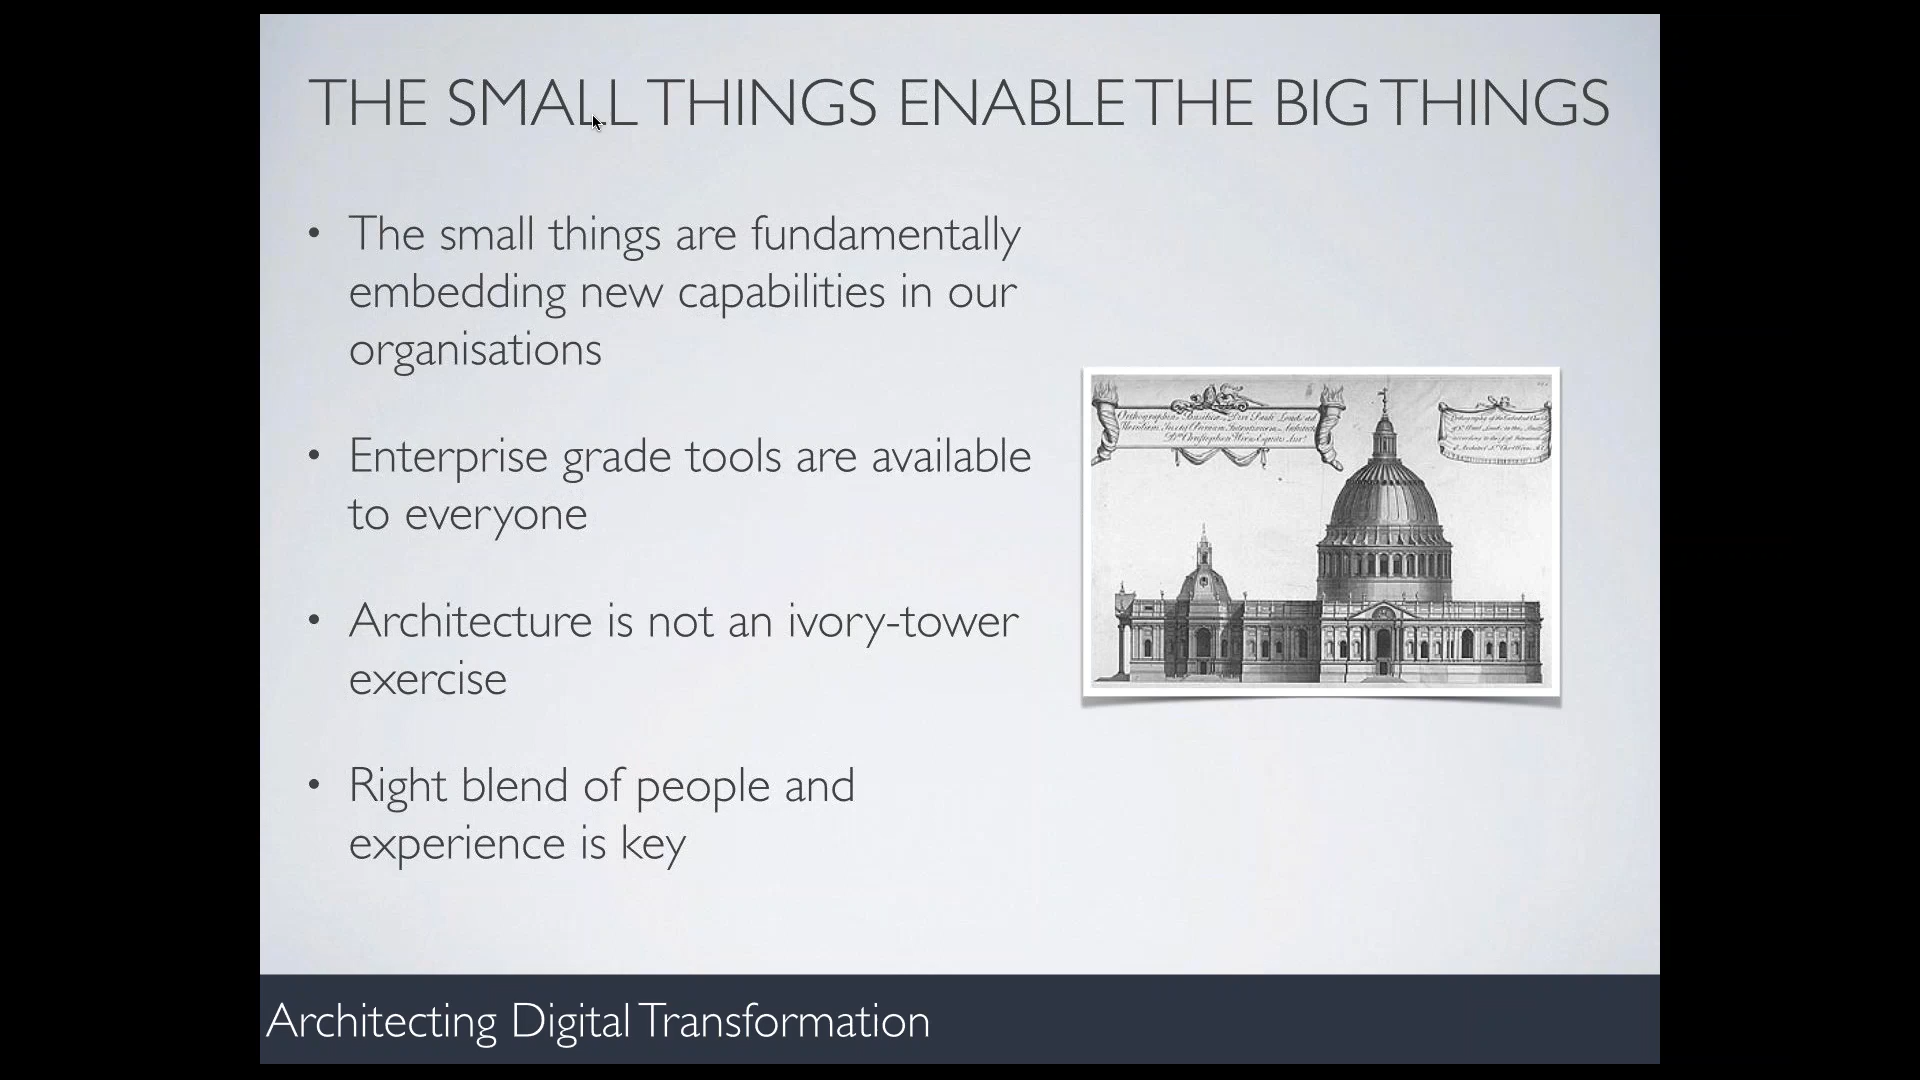 THE SMALL THINGS ENABLE THE BIG THINGS
• The small things are fundamentally
embedding new capabilities in our
organisations
• Enterprise grade tools are available
to everyone
• Architecture is not an ivory-tower
exercise
• Right blend of people and
experience is key
Architecting Digital Transformation